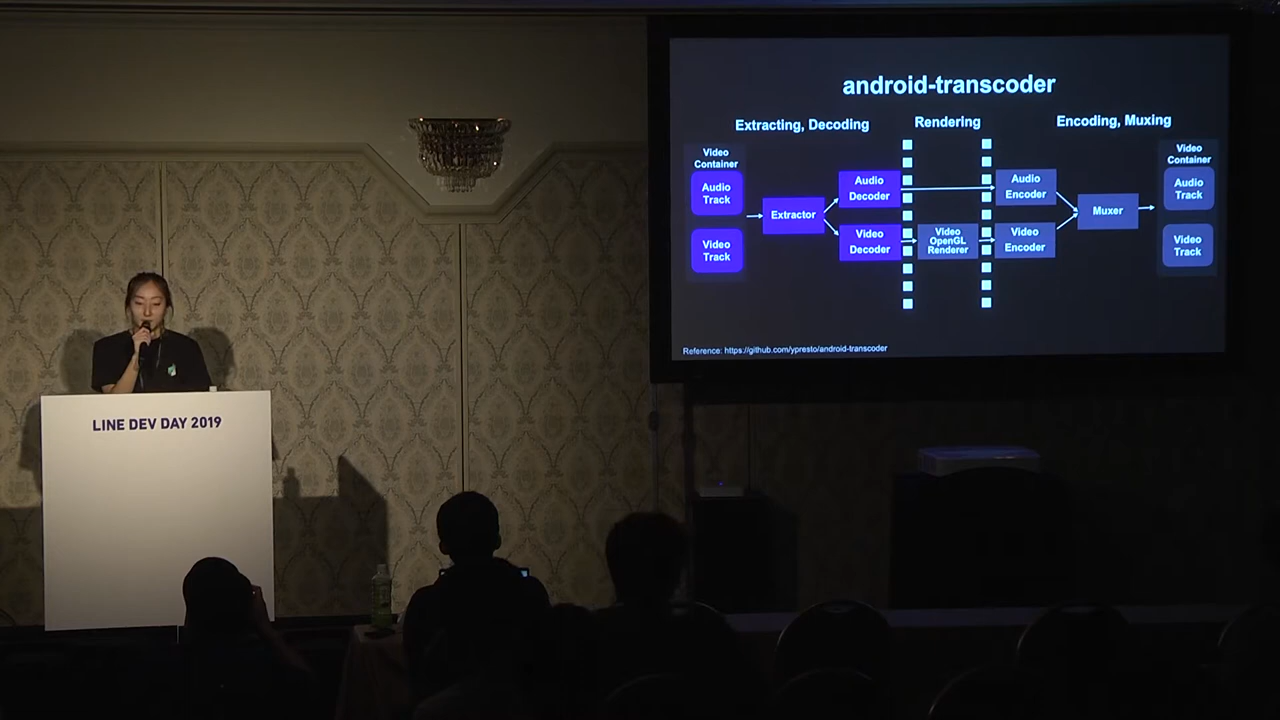 android-transcoder
Extracting, Decoding
Rendering
Encoding, Muxing
Video
Container
Audio
Track
Video
Track
Extractor
Audio
Decoder
Video
Decoder
Video
OpenGL
Renderer
Audio
Encoder
Video
Encoder
Muxer
Video
Container
Audio
Track
Video
Track
Reference: https://github.com/ypresto/android-transcoder
LINE DEV DAY 2019